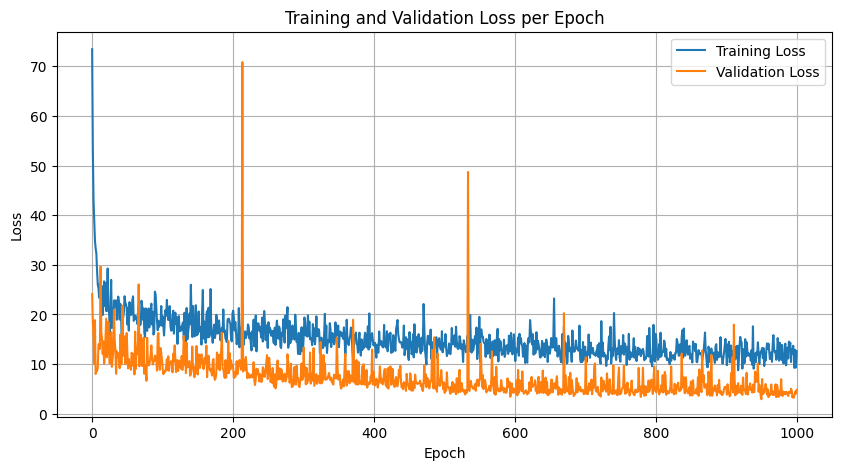 Training and Validation Loss per Epoch
Training Loss
Validation Loss
70
60
50
40
30
20
10
0
Loss
0
200
400
600
800
1000
Epoch